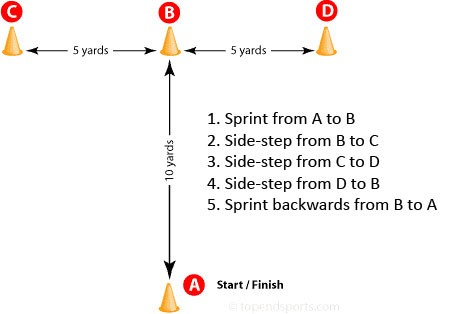 C
B
D
5 yards
5 yards
10 yards
1. Sprint from A to B
2. Side-step from B to C
3. Side-step from C to D
4. Side-step from D to B
5. Sprint backwards from B to A
A
Start / Finish
© topendsports.com